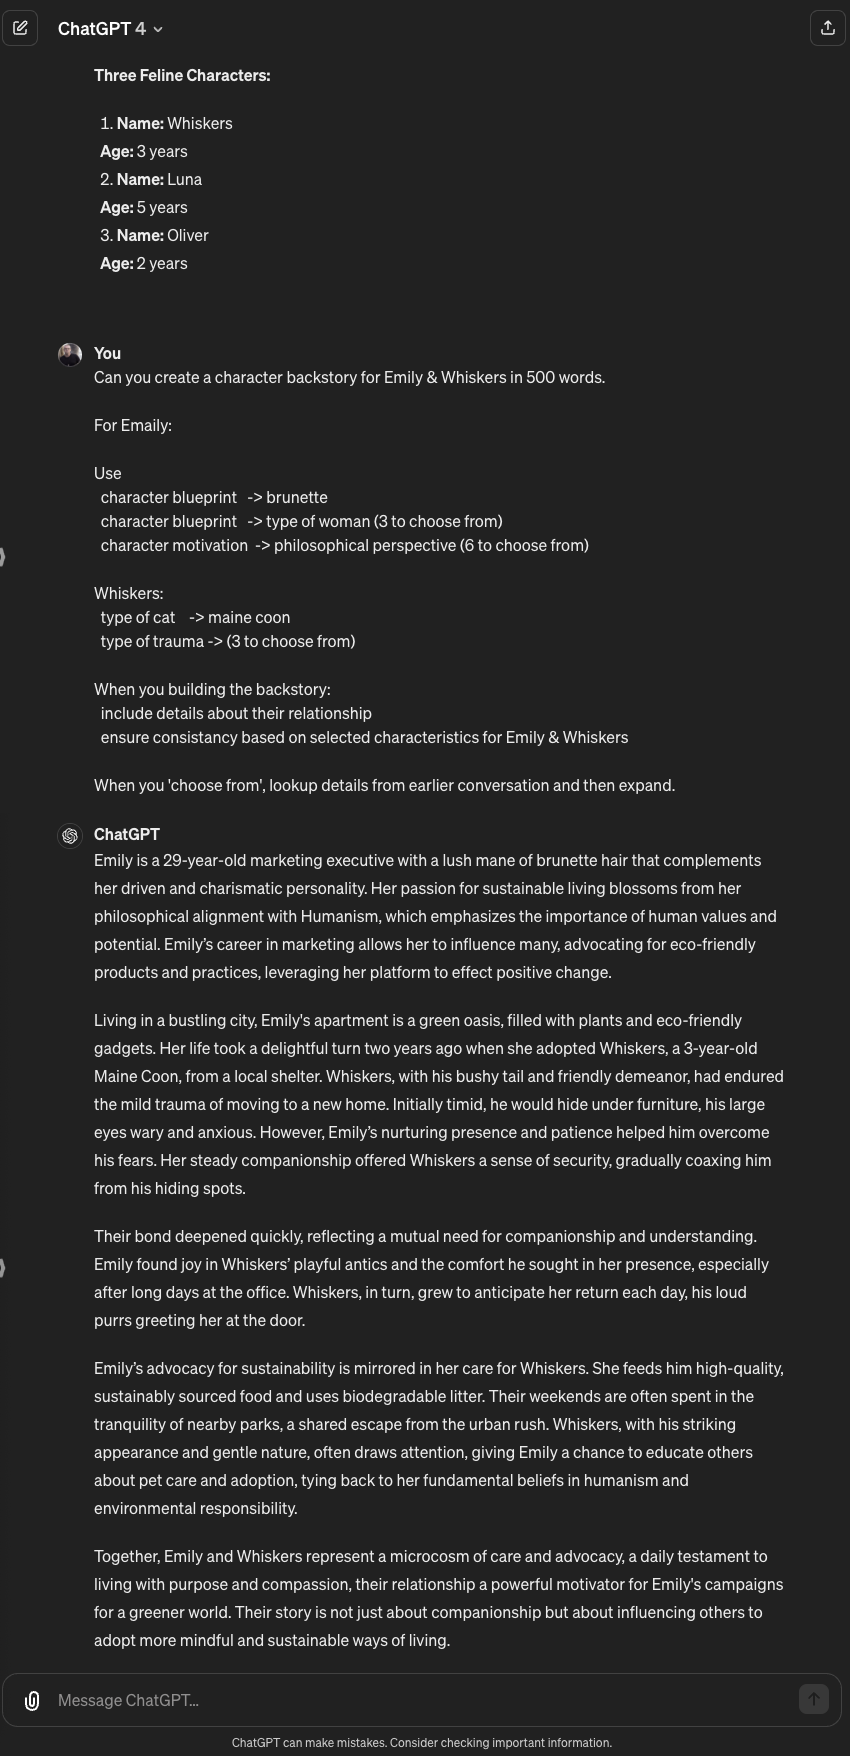 ChatGPT 4
Three Feline Characters:
1. Name: Whiskers
Age: 3 years
2. Name: Luna
Age: 5 years
3. Name: Oliver
Age: 2 years
You
Can you create a character backstory for Emily & Whiskers in 500 words.
For Emaily:
Use
character blueprint -> brunette
character blueprint -> type of woman (3 to choose from)
character motivation -> philosophical perspective (6 to choose from)
Whiskers:
type of cat -> maine coon
type of trauma -> (3 to choose from)
When you building the backstory:
include details about their relationship
ensure consistancy based on selected characteristics for Emily & Whiskers
When you 'choose from', lookup details from earlier conversation and then expand.
ChatGPT
Emily is a 29-year-old marketing executive with a lush mane of brunette hair that complements
her driven and charismatic personality. Her passion for sustainable living blossoms from her
philosophical alignment with Humanism, which emphasizes the importance of human values and
potential. Emily’s career in marketing allows her to influence many, advocating for eco-friendly
products and practices, leveraging her platform to effect positive change.
Living in a bustling city, Emily's apartment is a green oasis, filled with plants and eco-friendly
gadgets. Her life took a delightful turn two years ago when she adopted Whiskers, a 3-year-old
Maine Coon, from a local shelter. Whiskers, with his bushy tail and friendly demeanor, had endured
the mild trauma of moving to a new home. Initially timid, he would hide under furniture, his large
eyes wary and anxious. However, Emily’s nurturing presence and patience helped him overcome
his fears. Her steady companionship offered Whiskers a sense of security, gradually coaxing him
from his hiding spots.
Their bond deepened quickly, reflecting a mutual need for companionship and understanding.
Emily found joy in Whiskers’ playful antics and the comfort he sought in her presence, especially
after long days at the office. Whiskers, in turn, grew to anticipate her return each day, his loud
purrs greeting her at the door.
Emily’s advocacy for sustainability is mirrored in her care for Whiskers. She feeds him high-quality,
sustainably sourced food and uses biodegradable litter. Their weekends are often spent in the
tranquility of nearby parks, a shared escape from the urban rush. Whiskers, with his striking
appearance and gentle nature, often draws attention, giving Emily a chance to educate others
about pet care and adoption, tying back to her fundamental beliefs in humanism and
environmental responsibility.
Together, Emily and Whiskers represent a microcosm of care and advocacy, a daily testament to
living with purpose and compassion, their relationship a powerful motivator for Emily's campaigns
for a greener world. Their story is not just about companionship but about influencing others to
adopt more mindful and sustainable ways of living.
Message ChatGPT...
ChatGPT can make mistakes. Consider checking important information.